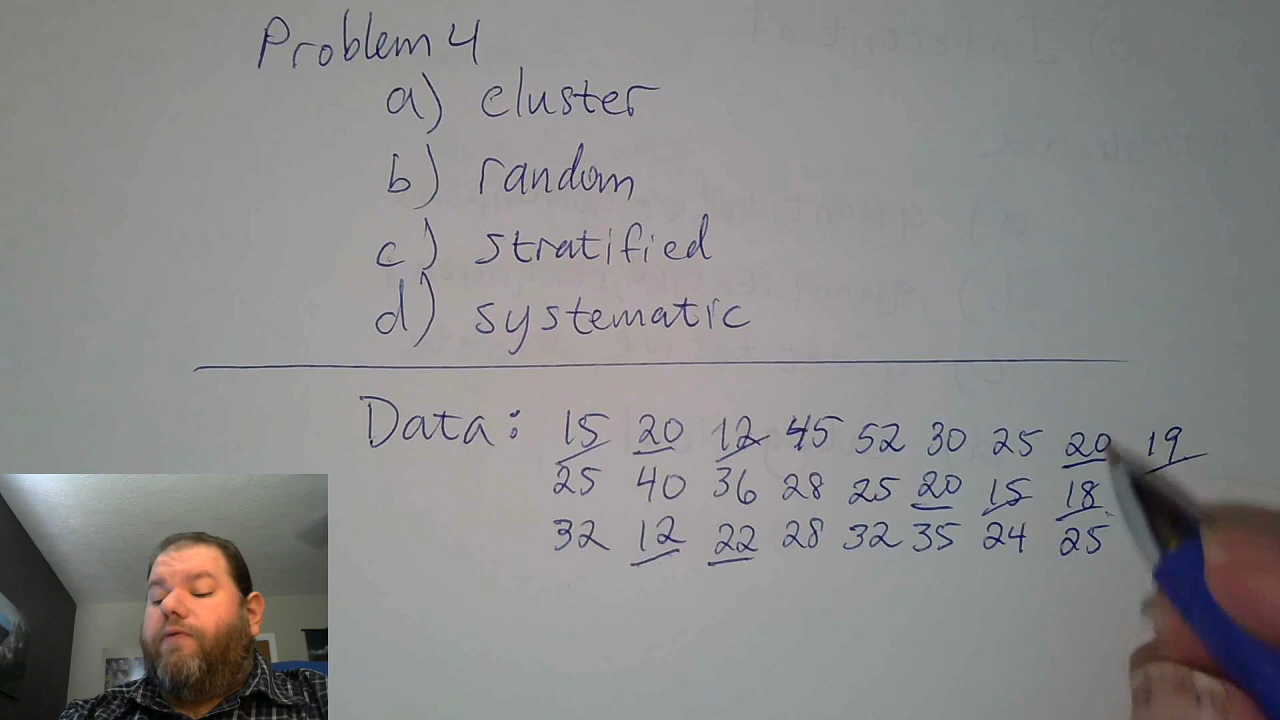 Problem 4
a) cluster
b) random
c) stratified
d) systematic
Data: 15 20 12 45 52 30 25 20 19
25 40 36 28 25 20 15 18
32 12 22 28 32 35 24 25